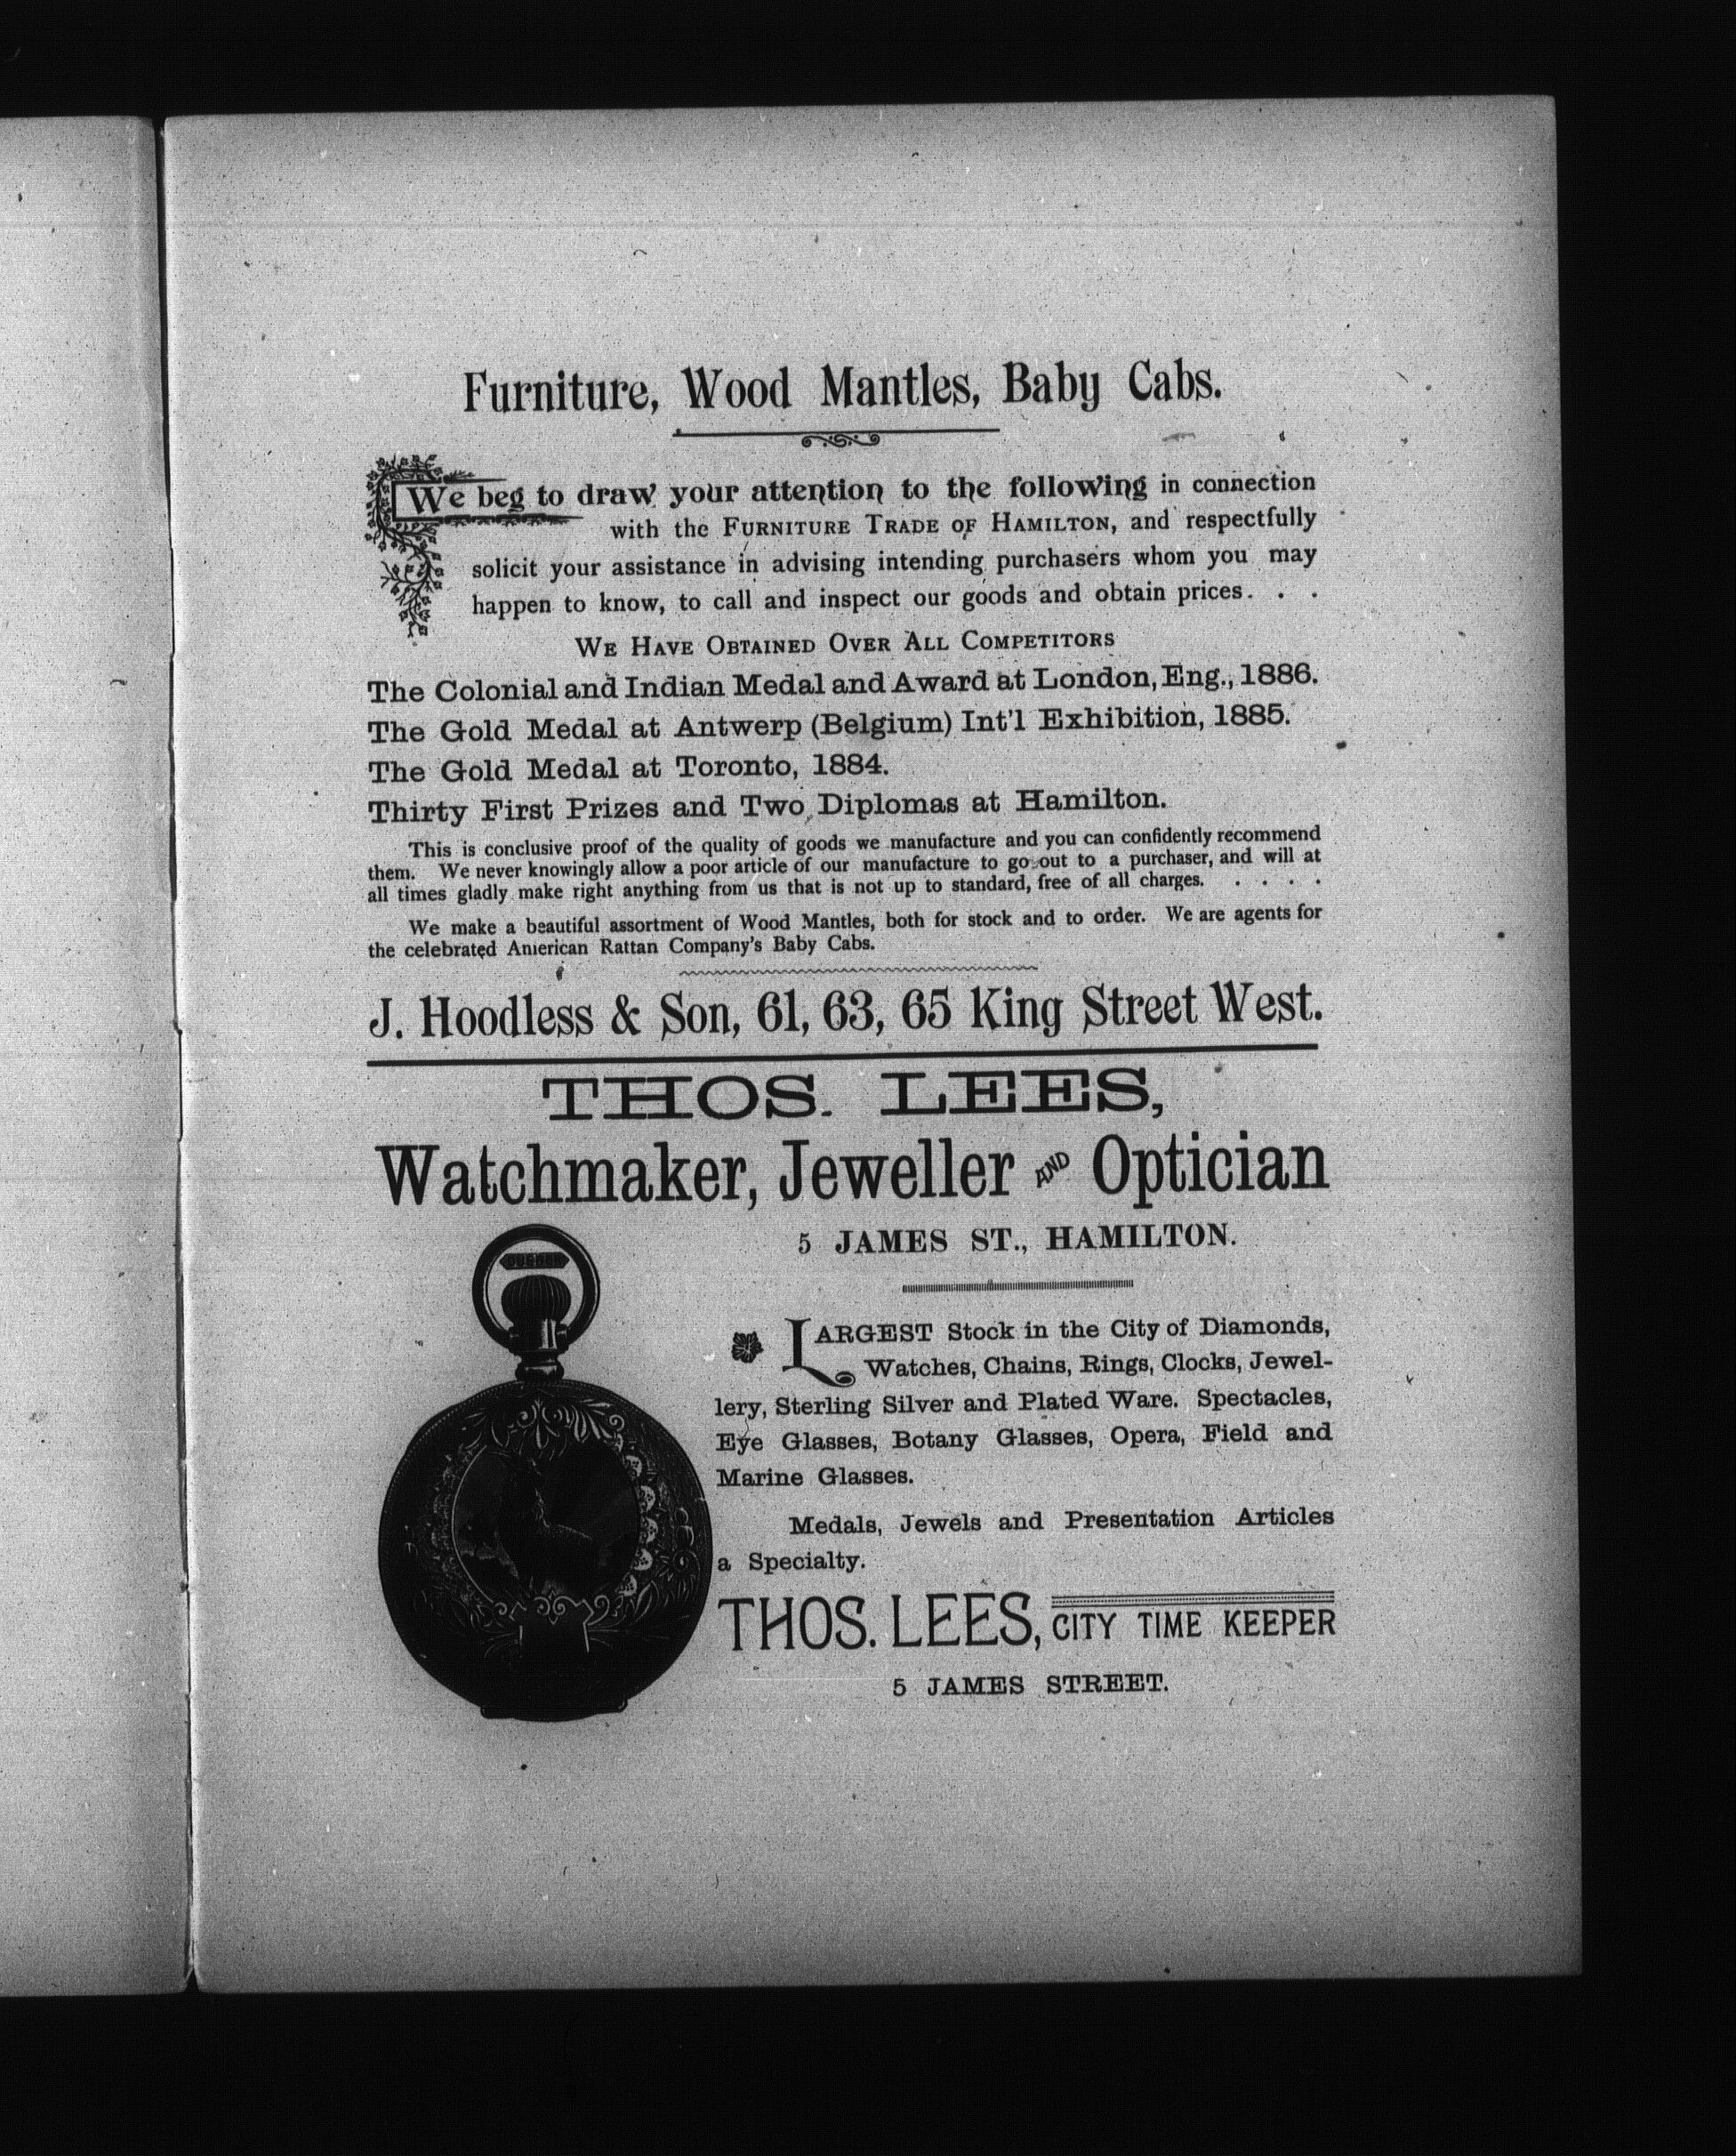 Furniture, Wood Mantles, Baby Cabs.
We beg to draw your attention to the following in connection
with the FURNITURE TRADE OF HAMILTON, and respectfully
solicit your assistance in advising intending purchasers whom you may
happen to know, to call and inspect our goods and obtain prices. . .
WE HAVE OBTAINED OVER ALL COMPETITORS
The Colonial and Indian Medal and Award at London, Eng., 1886.
The Gold Medal at Antwerp (Belgium) Int'l Exhibition, 1885.
The Gold Medal at Toronto, 1884.
Thirty First Prizes and Two Diplomas at Hamilton.
This is conclusive proof of the quality of goods we manufacture and you can confidently recommend
them. We never knowingly allow a poor article of our manufacture to go out to a purchaser, and will at
all times gladly make right anything from us that is not up to standard, free of all charges. . . . .
We make a beautiful assortment of Wood Mantles, both for stock and to order. We are agents for
the celebrated American Rattan Company's Baby Cabs.
J. Hoodless & Son, 61, 63, 65 King Street West.
THOS. LEES,
Watchmaker, Jeweller AND Optician
5 JAMES ST., HAMILTON.
LARGEST Stock in the City of Diamonds,
Watches, Chains, Rings, Clocks, Jewel-
lery, Sterling Silver and Plated Ware. Spectacles,
Eye Glasses, Botany Glasses, Opera, Field and
Marine Glasses.
Medals, Jewels and Presentation Articles
a Specialty.
THOS. LEES, CITY TIME KEEPER
5 JAMES STREET.